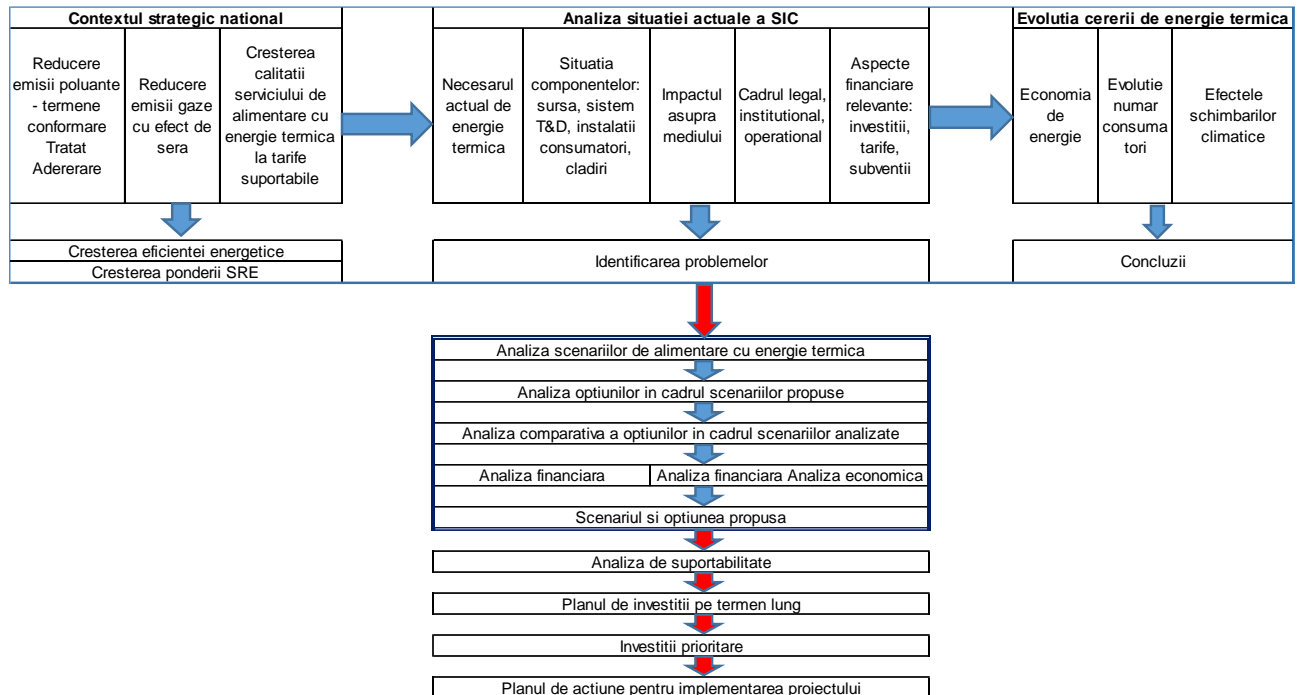 Contextul strategic national
Reducere
emisii poluante
- termene
conformare
Tratat
Adererare
Reducere
emisii gaze
cu efect de
sera
Cresterea
calitatii
serviciului de
alimentare cu
energie termica
la tarife
suportabile
Cresterea eficientei energetice
Cresterea ponderii SRE
Analiza situatiei actuale a SIC
Necesarul
actual de
energie
termica
Situatia
componentelor:
sursa, sistem
T&D, instalatii
consumatori,
cladiri
Impactul
asupra
mediului
Cadrul legal,
institutional,
operational
Aspecte
financiare
relevante:
investitii,
tarife,
subventii
Identificarea problemelor
Evolutia cererii de energie termica
Economia
de
energie
Evolutie
numar
consuma
tori
Efectele
schimbarilor
climatice
Concluzii
Analiza scenariilor de alimentare cu energie termica
Analiza optiunilor in cadrul scenariilor propuse
Analiza comparativa a optiunilor in cadrul scenariilor analizate
Analiza financiara
Analiza financiara Analiza economica
Scenariul si optiunea propusa
Analiza de suportabilitate
Planul de investitii pe termen lung
Investitii prioritare
Planul de actiune pentru implementarea proiectului